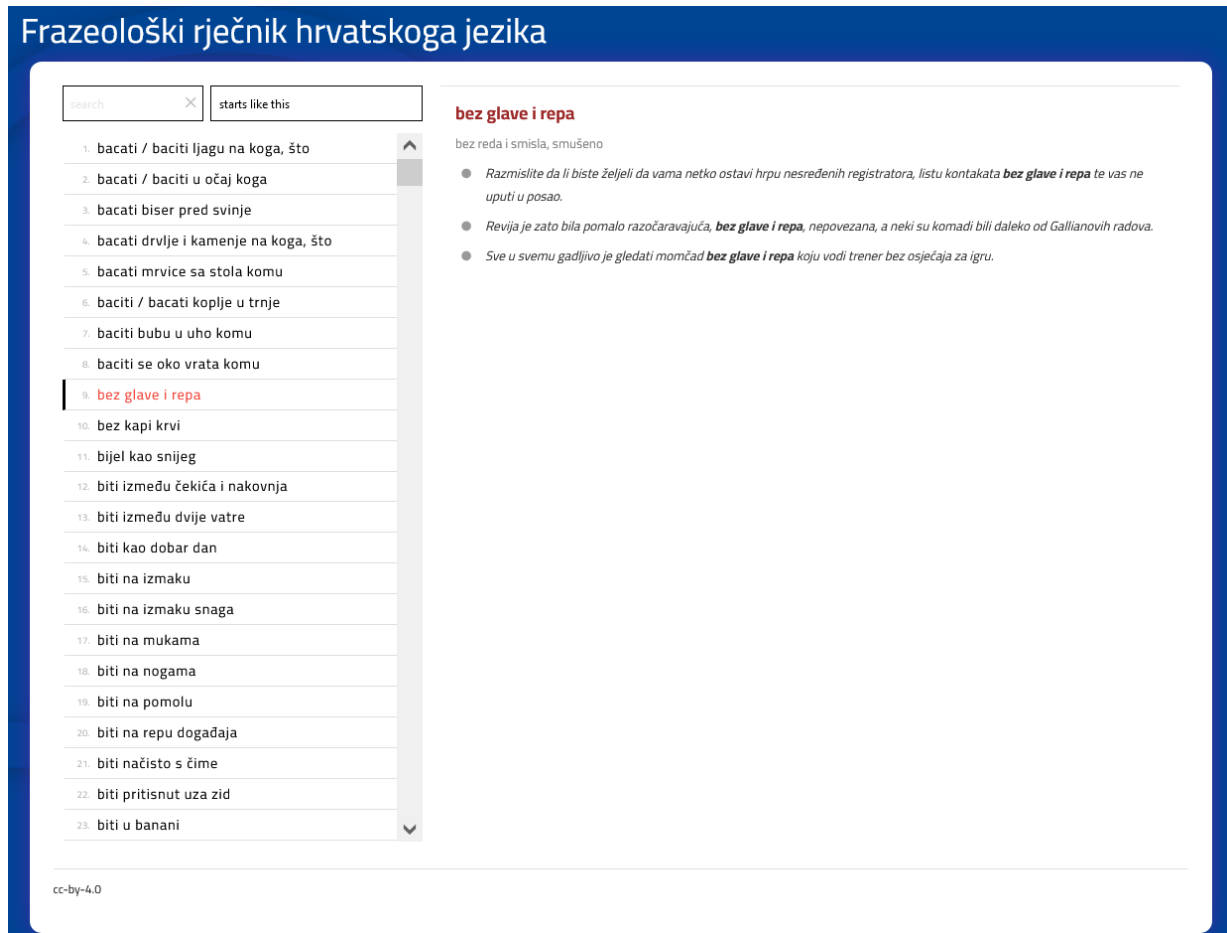 Frazeološki rječnik hrvatskoga jezika
search
starts like this
1. bacati / baciti ljagu na koga, što
2. bacati / baciti u očaj koga
3. bacati biser pred svinje
4. bacati drvlje i kamenje na koga, što
5. bacati mrvice sa stola komu
6. baciti / bacati koplje u trnje
7. baciti bubu u uho komu
8. baciti se oko vrata komu
9. bez glave i repa
10. bez kapi krvi
11. bijel kao snijeg
12. biti između čekića i nakovnja
13. biti između dvije vatre
14. biti kao dobar dan
15. biti na izmaku
16. biti na izmaku snaga
17. biti na mukama
18. biti na nogama
19. biti na pomolu
20. biti na repu događaja
21. biti načisto s čime
22. biti pritisnut uza zid
23. biti u banani
bez glave i repa
bez reda i smisla, smušeno
Razmislite da li biste željeli da vama netko ostavi hrpu nesređenih registratora, listu kontakata bez glave i repa te vas ne
uputi u posao.
Revija je zato bila pomalo razočaravajuća, bez glave i repa, nepovezana, a neki su komadi bili daleko od Gallianovih radova.
Sve u svemu gadljivo je gledati momčad bez glave i repa koju vodi trener bez osjećaja za igru.
cc-by-4.0